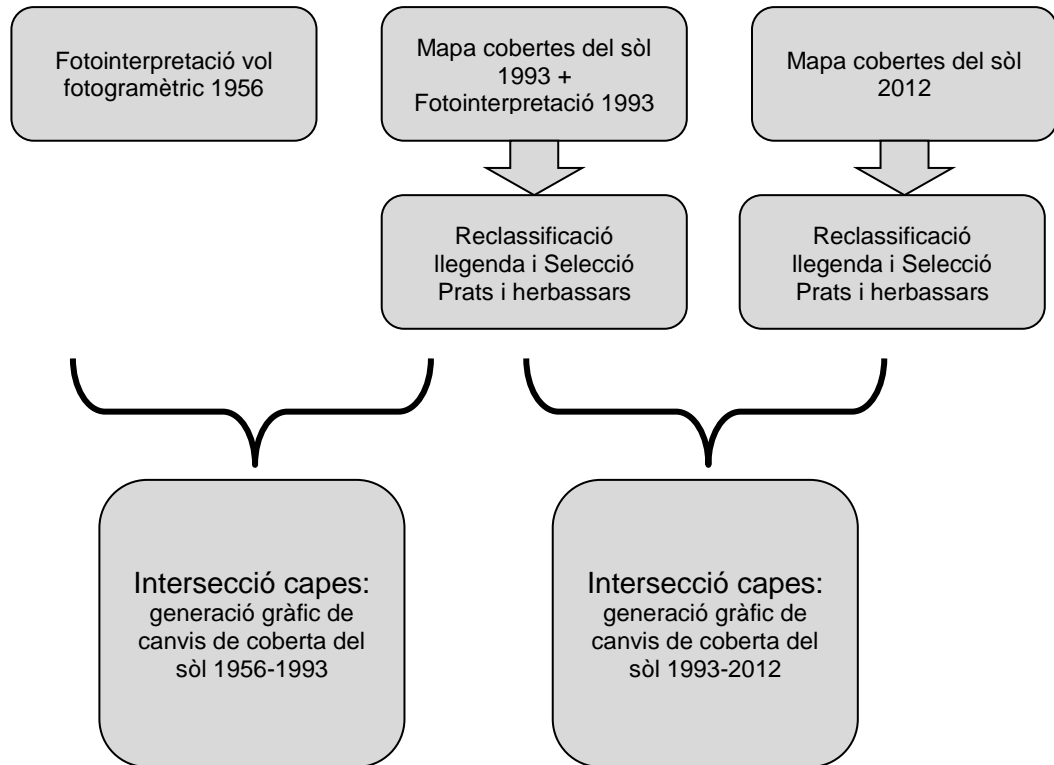 Fotointerpretació vol
fotogramètric 1956
Mapa cobertes del sòl
1993 +
Fotointerpretació 1993
Mapa cobertes del sòl
2012
Reclassificació
llegenda i Selecció
Prats i herbassars
Reclassificació
llegenda i Selecció
Prats i herbassars
Intersecció capes:
generació gràfic de
canvis de coberta del
sòl 1956-1993
Intersecció capes:
generació gràfic de
canvis de coberta del
sòl 1993-2012